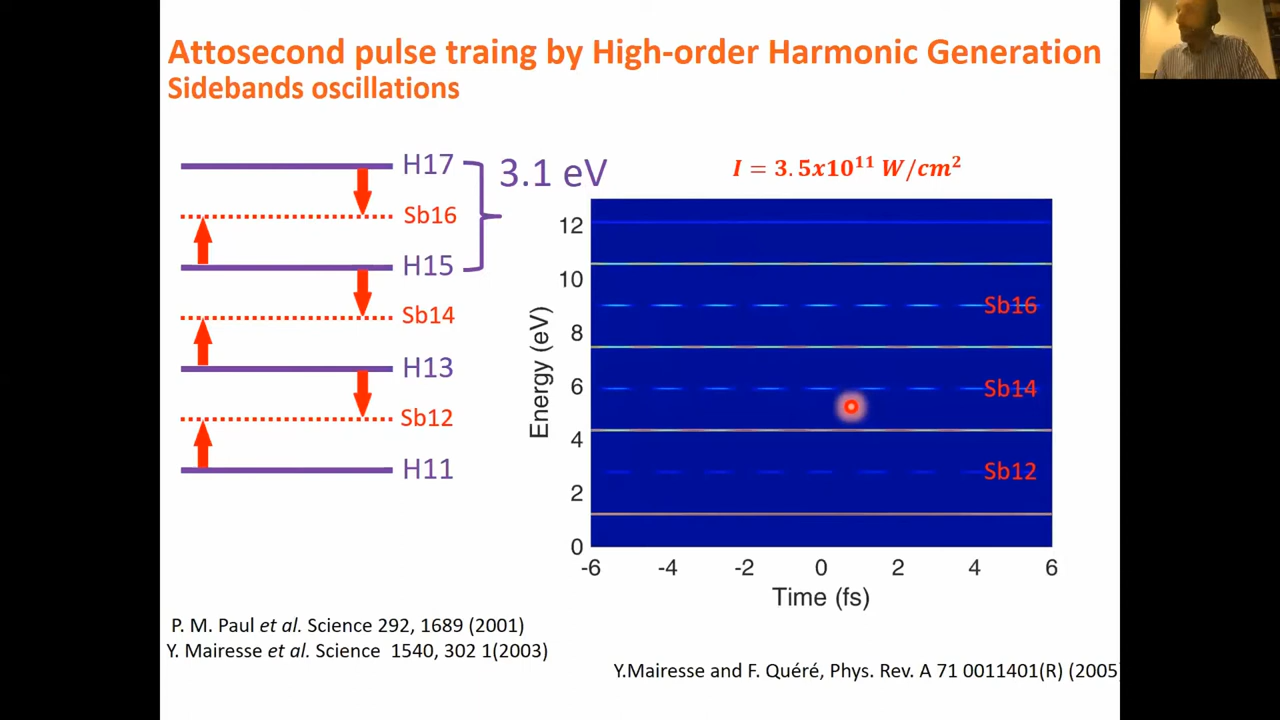 Attosecond pulse traing by High-order Harmonic Generation
Sidebands oscillations
H17
Sb16
H15
Sb14
H13
Sb12
H11
3.1 eV
I = 3.5x10¹¹ W/cm²
12
10
8
6
4
2
0
Energy (eV)
Sb16
Sb14
Sb12
-6 -4 -2 0 2 4 6
Time (fs)
P. M. Paul et al. Science 292, 1689 (2001)
Y. Mairesse et al. Science 1540, 302 1(2003)
Y.Mairesse and F. Quéré, Phys. Rev. A 71 0011401(R) (2005